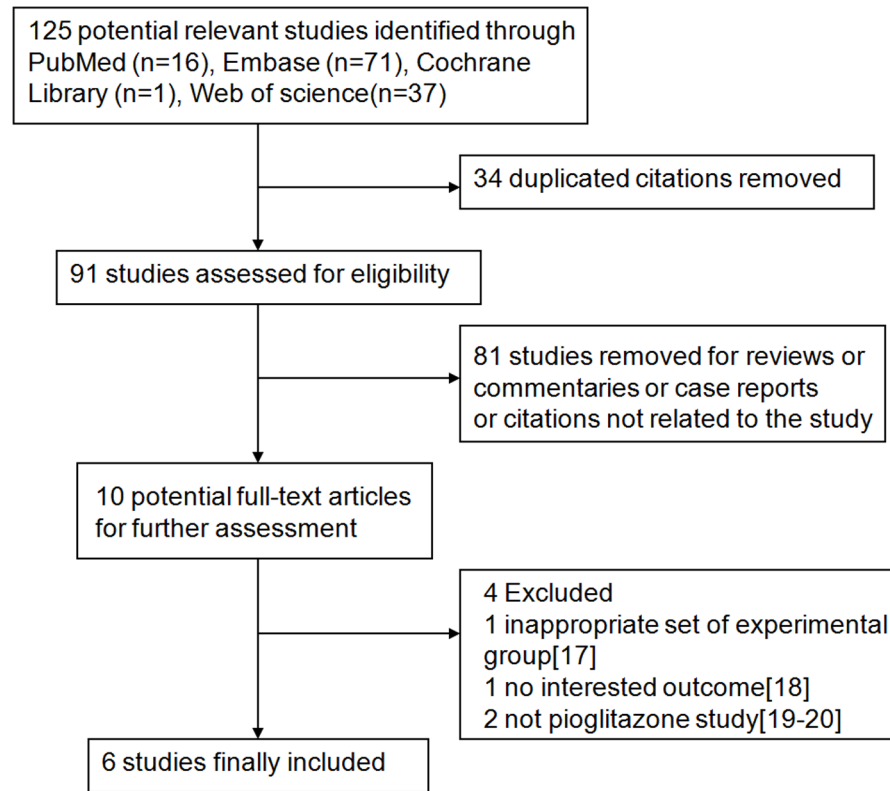 125 potential relevant studies identified through
PubMed (n=16), Embase (n=71), Cochrane
Library (n=1), Web of science(n=37)
34 duplicated citations removed
91 studies assessed for eligibility
81 studies removed for reviews or
commentaries or case reports
or citations not related to the study
10 potential full-text articles
for further assessment
4 Excluded
1 inappropriate set of experimental
group[17]
1 no interested outcome[18]
2 not pioglitazone study[19-20]
6 studies finally included